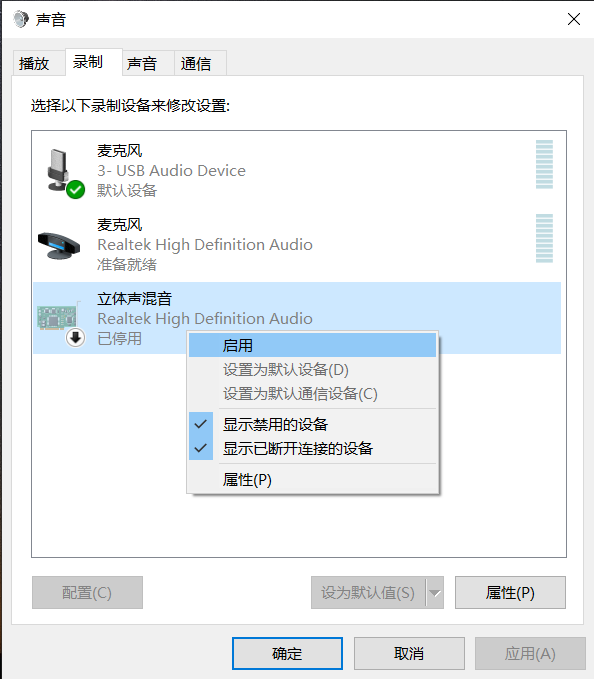 声音
播放
录制
声音
通信
选择以下录制设备来修改设置:
麦克风
3- USB Audio Device
默认设备
麦克风
Realtek High Definition Audio
准备就绪
立体声混音
Realtek High Definition Audio
已停用
启用
设置为默认设备(D)
设置为默认通信设备(C)
显示禁用的设备
显示已断开连接的设备
属性(P)
配置(C)
设为默认值(S)
属性(P)
确定
取消
应用(A)